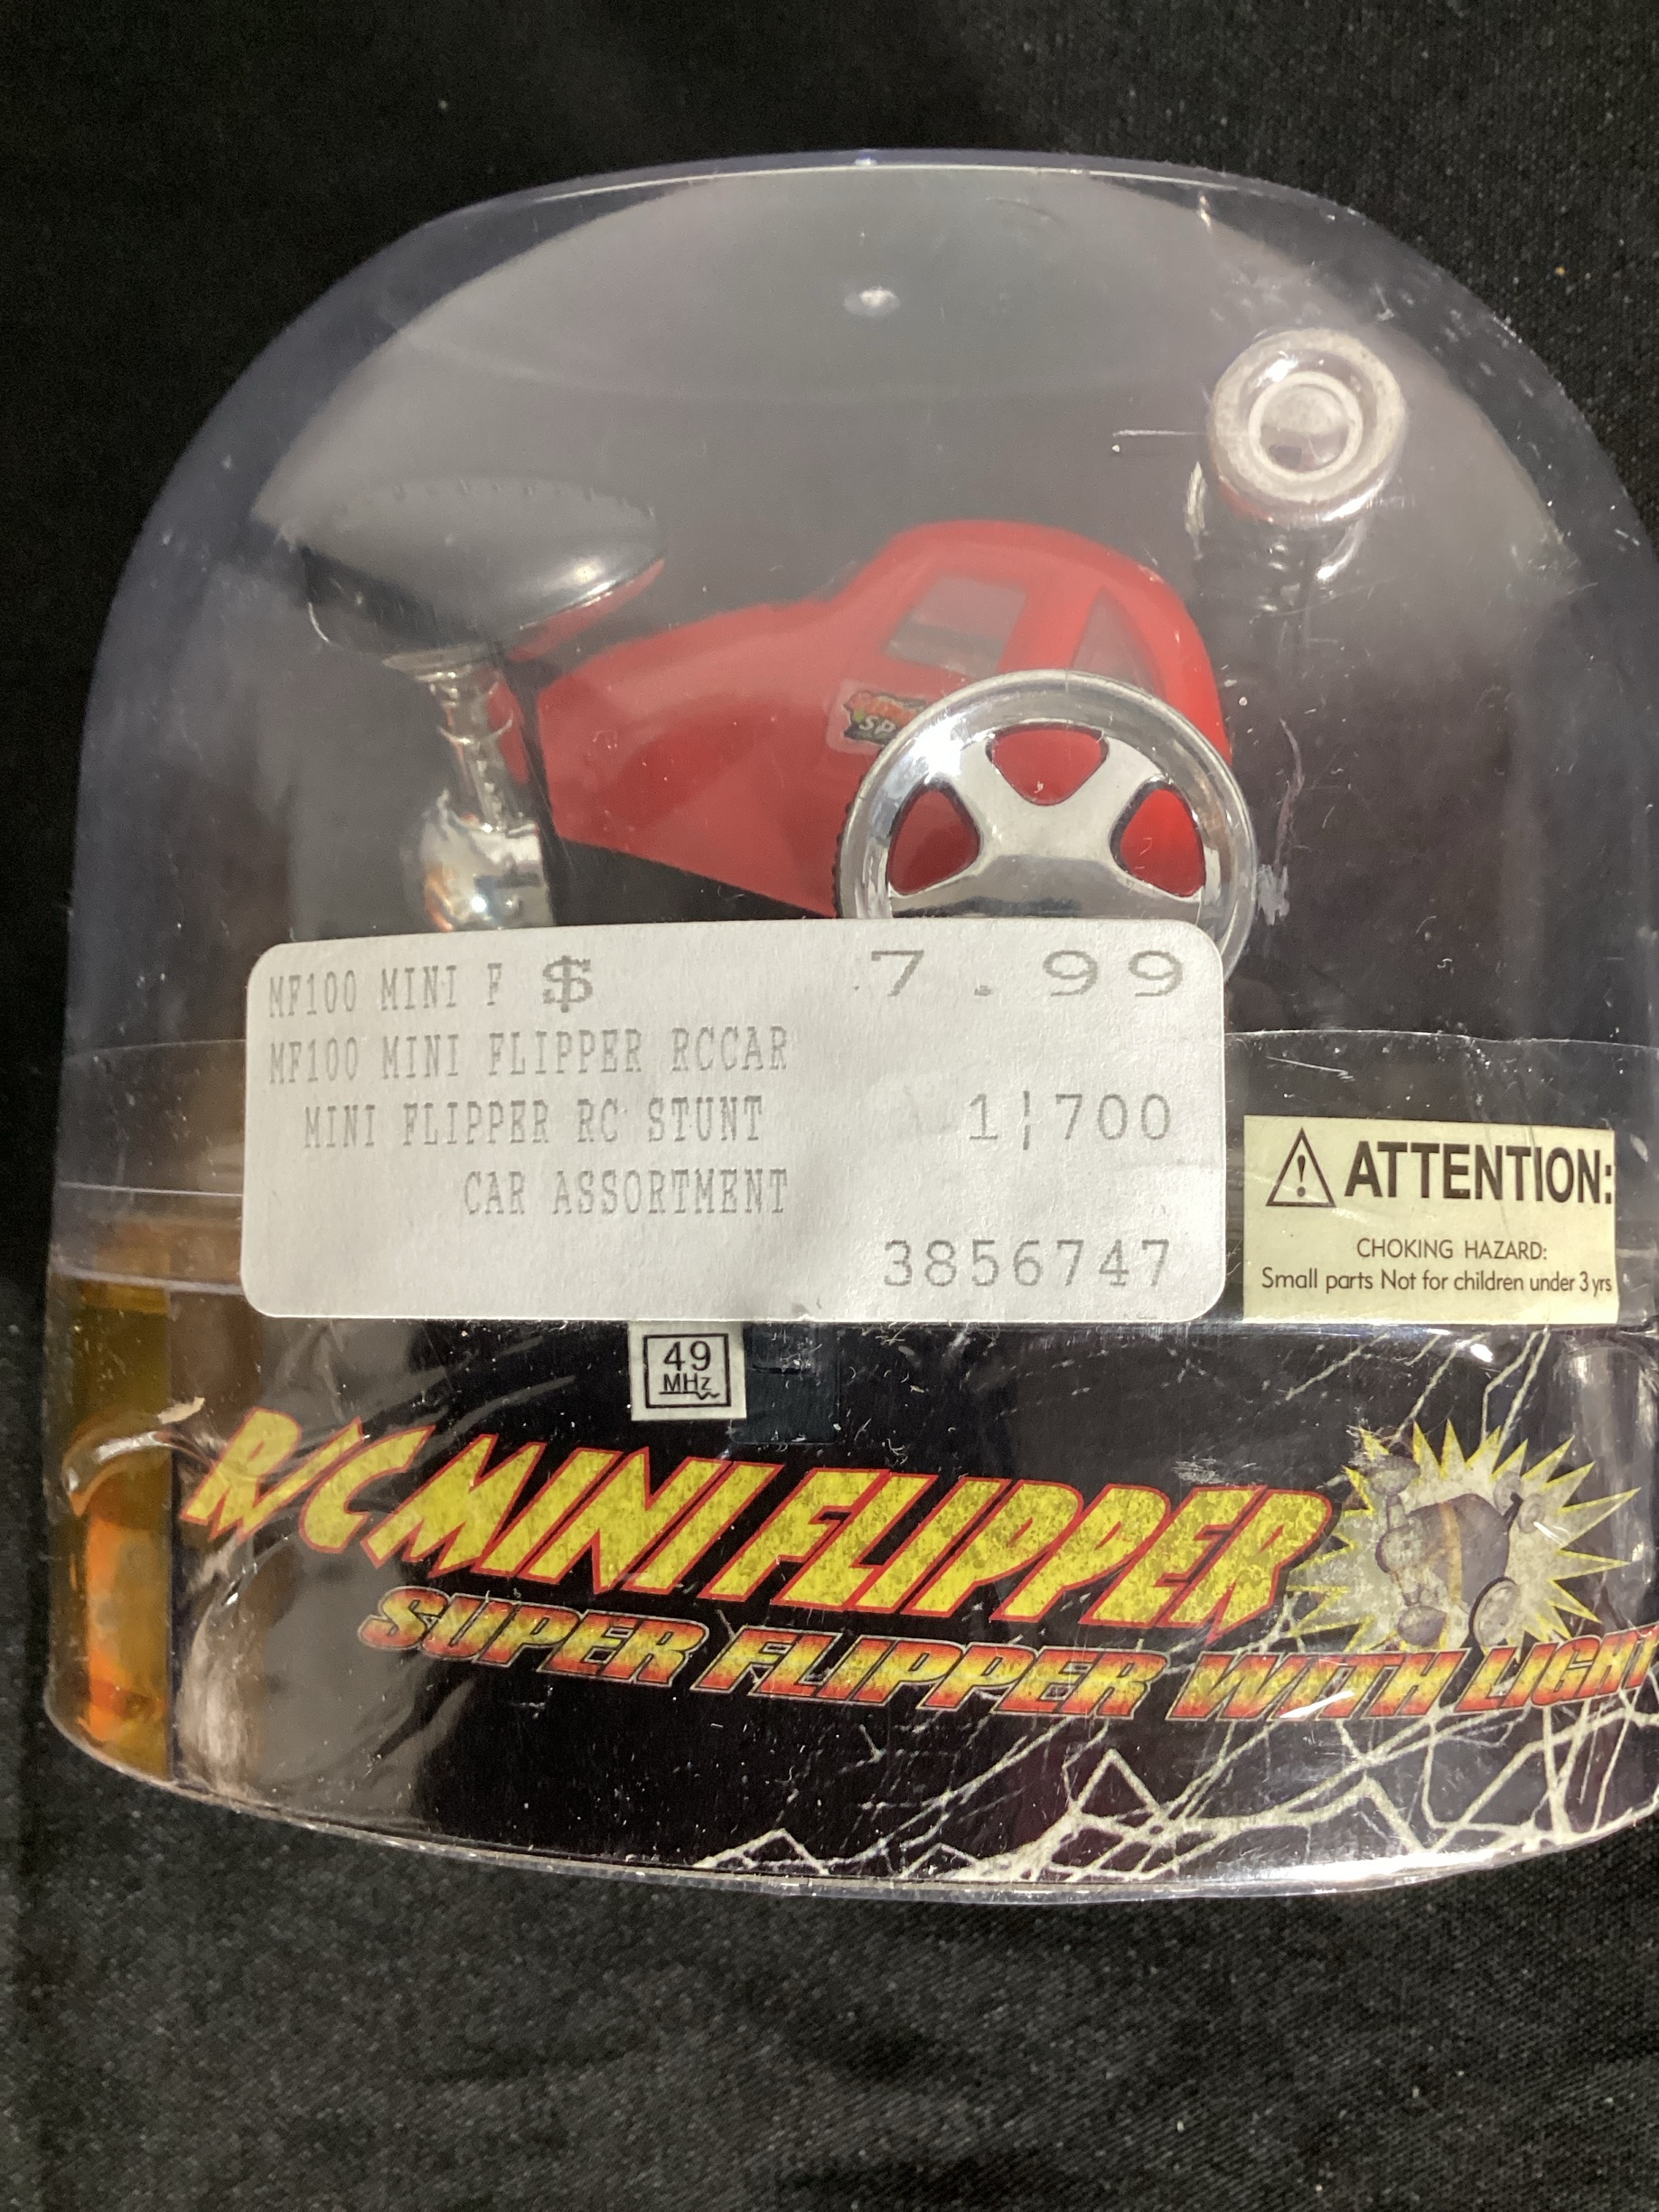 MF100 MINI F $ 7.99
MF100 MINI FLIPPER RCCAR
MINI FLIPPER RC STUNT 1¦700
CAR ASSORTMENT
3856747
ATTENTION:
CHOKING HAZARD:
Small parts Not for children under 3 yrs
49
MHz
R/C MINI FLIPPER
SUPER FLIPPER WITH LIGHT